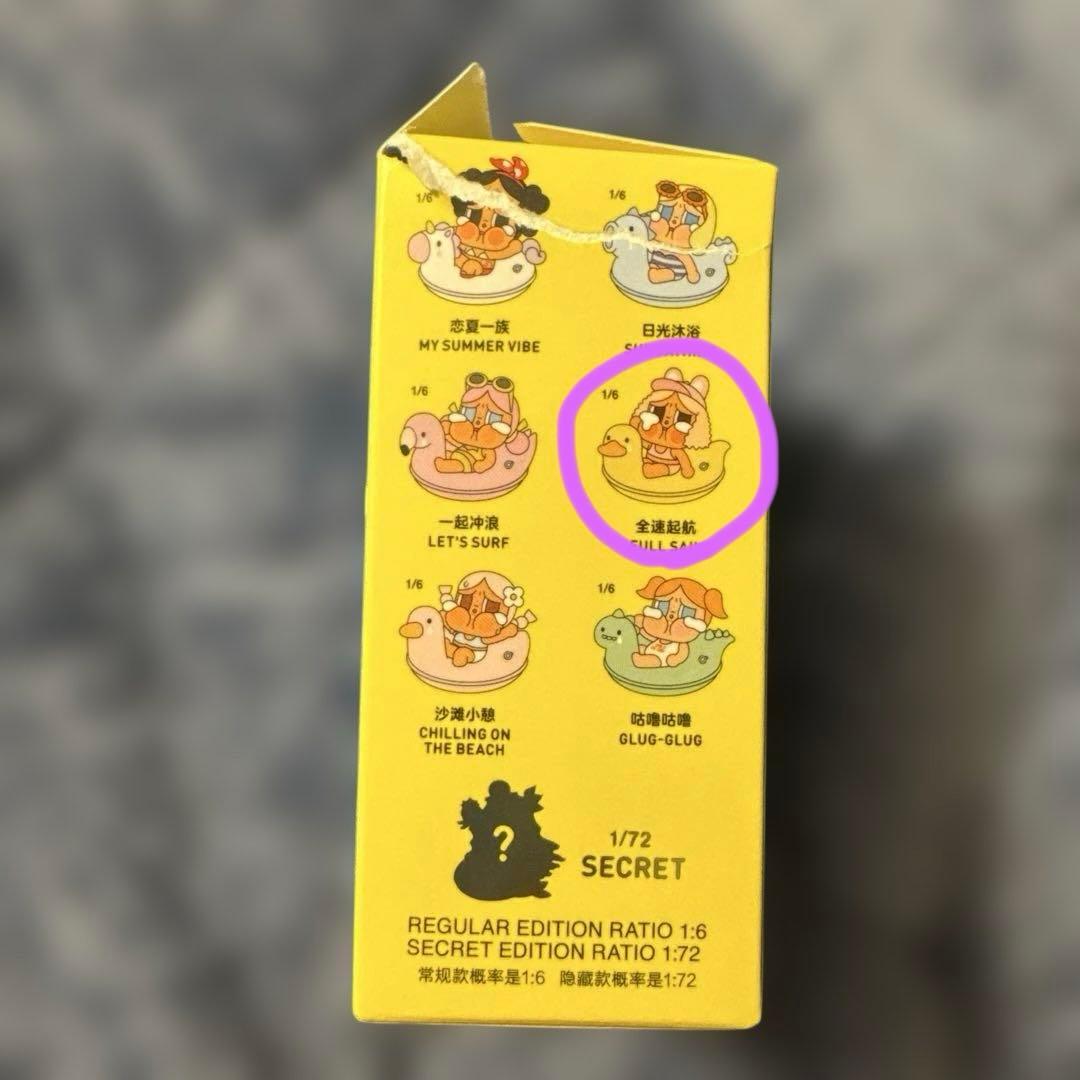 1/6 1/6
恋夏一族 日光沐浴
MY SUMMER VIBE
1/6 1/6
一起冲浪 全速起航
LET'S SURF FULL
1/6 1/6
沙滩小憩 咕噜咕噜
CHILLING ON GLUG-GLUG
THE BEACH
?
1/72
SECRET
REGULAR EDITION RATIO 1:6
SECRET EDITION RATIO 1:72
常规款概率是1:6 隐藏款概率是1:72